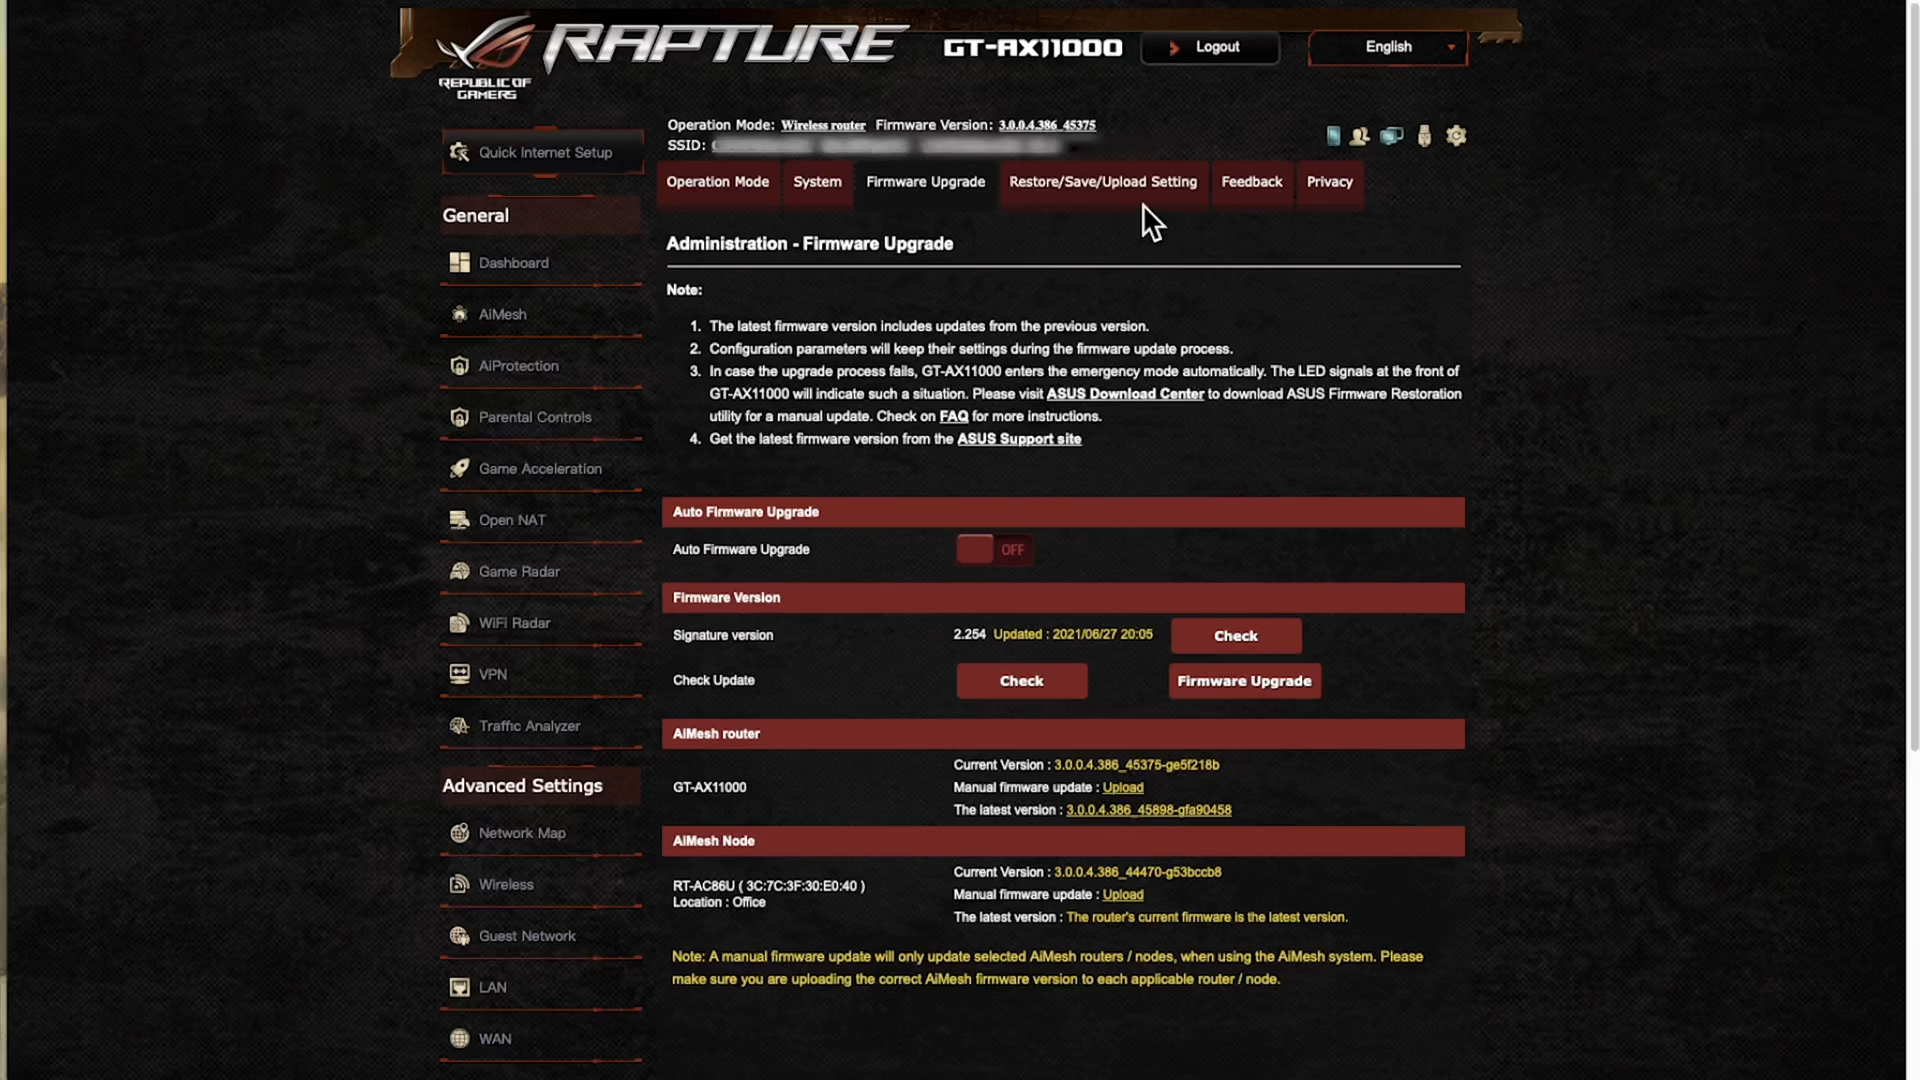 REPUBLIC OF
GAMERS
RAPTURE
GT-AX11000
Logout
English
Operation Mode: Wireless router Firmware Version: 3.0.0.4.386_45375
SSID:
Quick Internet Setup
Operation Mode
System
Firmware Upgrade
Restore/Save/Upload Setting
Feedback
Privacy
General
Dashboard
AiMesh
AiProtection
Parental Controls
Game Acceleration
Open NAT
Game Radar
WiFi Radar
VPN
Traffic Analyzer
Advanced Settings
Network Map
Wireless
Guest Network
LAN
WAN
Administration - Firmware Upgrade
Note:
1. The latest firmware version includes updates from the previous version.
2. Configuration parameters will keep their settings during the firmware update process.
3. In case the upgrade process fails, GT-AX11000 enters the emergency mode automatically. The LED signals at the front of
GT-AX11000 will indicate such a situation. Please visit ASUS Download Center to download ASUS Firmware Restoration
utility for a manual update. Check on FAQ for more instructions.
4. Get the latest firmware version from the ASUS Support site
Auto Firmware Upgrade
Auto Firmware Upgrade OFF
Firmware Version
Signature version 2.254 Updated : 2021/06/27 20:05 Check
Check Update Check Firmware Upgrade
AiMesh router
GT-AX11000
Current Version : 3.0.0.4.386_45375-ge5f218b
Manual firmware update : Upload
The latest version : 3.0.0.4.386_45898-gfa90458
AiMesh Node
RT-AC86U ( 3C:7C:3F:30:E0:40 )
Location : Office
Current Version : 3.0.0.4.386_44470-g53bccb8
Manual firmware update : Upload
The latest version : The router's current firmware is the latest version.
Note: A manual firmware update will only update selected AiMesh routers / nodes, when using the AiMesh system. Please
make sure you are uploading the correct AiMesh firmware version to each applicable router / node.